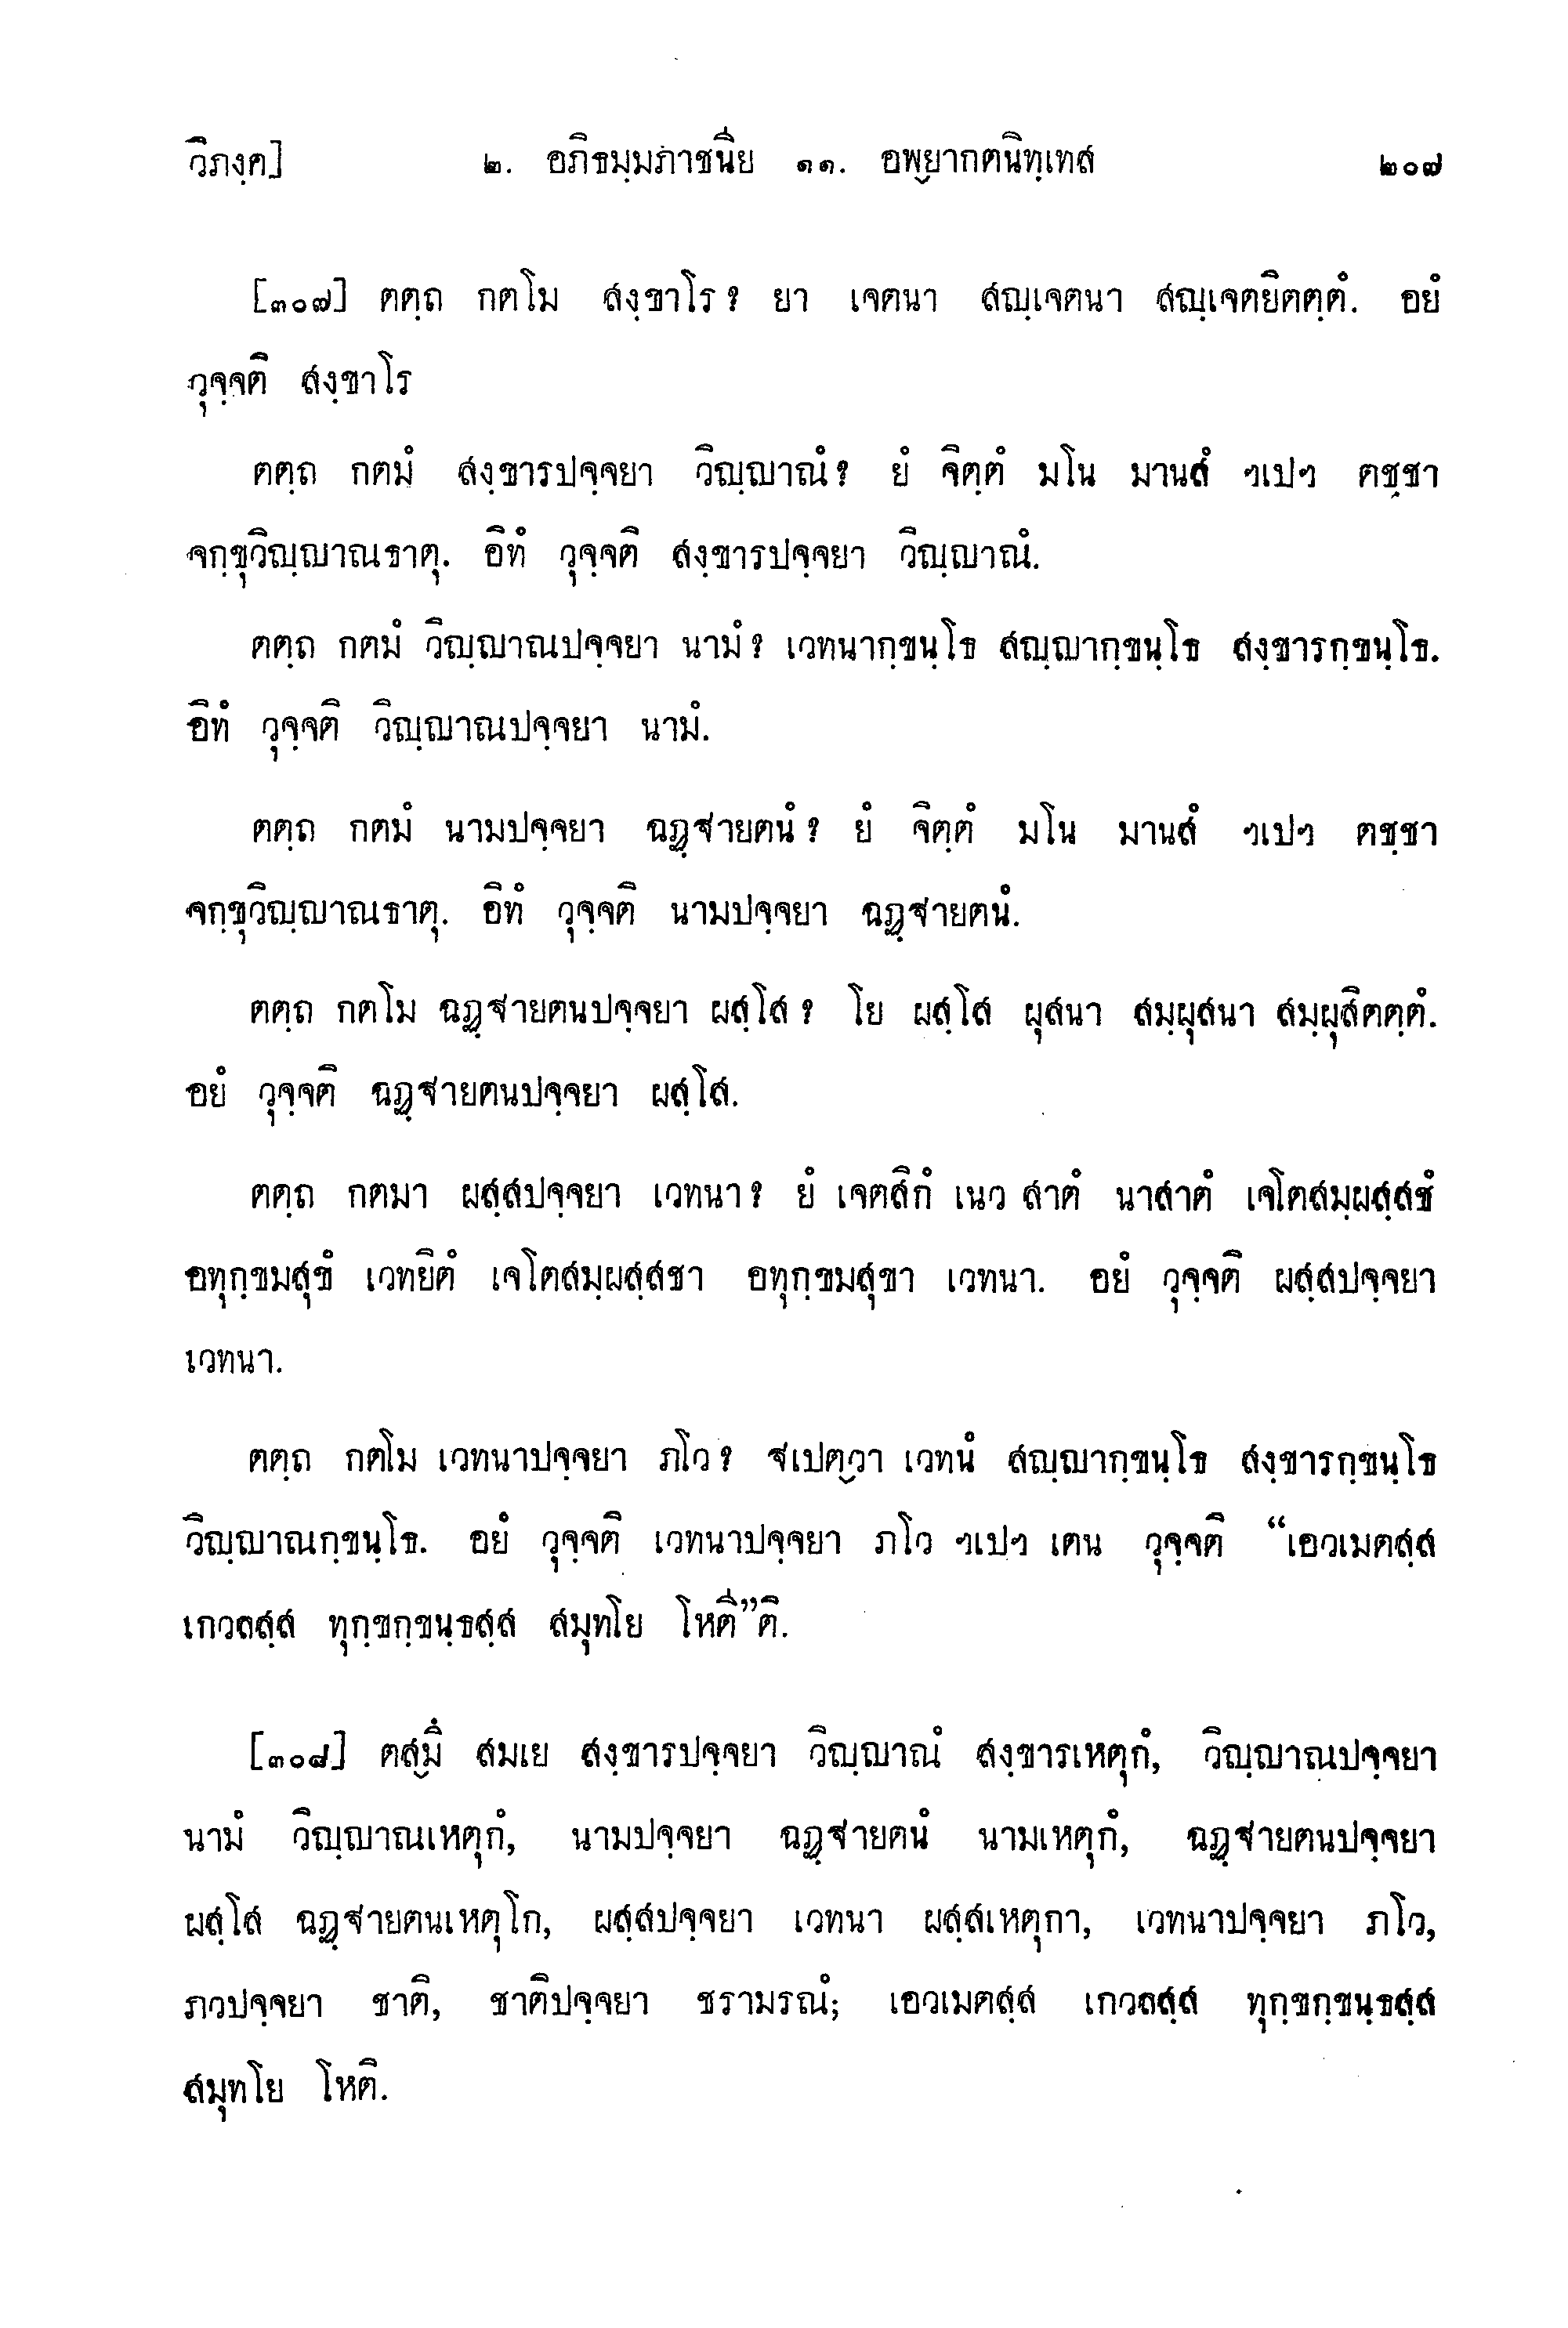 วิภงฺค] ๒. อภิธมฺมภาชนีย ๑๑. อพฺยากตนิทฺเทส ๒๐๗
[๓๐๗] ตตฺถ กตโม สงฺขาโร? ยา เจตนา สญฺเจตนา สญฺเจตยิตตฺตํ. อยํ
วุจฺจติ สงฺขาโร
ตตฺถ กตมํ สงฺขารปจฺจยา วิญฺญาณํ? ยํ จิตฺตํ มโน มานสํ ฯเปฯ ตชฺชา
จกฺขุวิญฺญาณธาตุ. อิทํ วุจฺจติ สงฺขารปจฺจยา วิญฺญาณํ.
ตตฺถ กตมํ วิญฺญาณปจฺจยา นามํ? เวทนากฺขนฺโธ สญฺญากฺขนฺโธ สงฺขารกฺขนฺโธ.
อิทํ วุจฺจติ วิญฺญาณปจฺจยา นามํ.
ตตฺถ กตมํ นามปจฺจยา ฉฏฺฐายตนํ? ยํ จิตฺตํ มโน มานสํ ฯเปฯ ตชฺชา
จกฺขุวิญฺญาณธาตุ. อิทํ วุจฺจติ นามปจฺจยา ฉฏฺฐายตนํ.
ตตฺถ กตโม ฉฏฺฐายตนปจฺจยา ผสฺโส? โย ผสฺโส ผุสนา สมฺผุสนา สมฺผุสิตตฺตํ.
อยํ วุจฺจติ ฉฏฺฐายตนปจฺจยา ผสฺโส.
ตตฺถ กตมา ผสฺสปจฺจยา เวทนา? ยํ เจตสิกํ เนว สาตํ นาสาตํ เจโตสมฺผสฺสชํ
อทุกฺขมสุขํ เวทยิตํ เจโตสมฺผสฺสชา อทุกฺขมสุขา เวทนา. อยํ วุจฺจติ ผสฺสปจฺจยา
เวทนา.
ตตฺถ กตโม เวทนาปจฺจยา ภโว? ฐเปตฺวา เวทนํ สญฺญากฺขนฺโธ สงฺขารกฺขนฺโธ
วิญฺญาณกฺขนฺโธ. อยํ วุจฺจติ เวทนาปจฺจยา ภโว ฯเปฯ เตน วุจฺจติ “เอวเมตสฺส
เกวลสฺส ทุกฺขกฺขนฺธสฺส สมุทโย โหตี”ติ.
[๓๐๘] ตสฺมึ สมเย สงฺขารปจฺจยา วิญฺญาณํ สงฺขารเหตุกํ, วิญฺญาณปจฺจยา
นามํ วิญฺญาณเหตุกํ, นามปจฺจยา ฉฏฺฐายตนํ นามเหตุกํ, ฉฏฺฐายตนปจฺจยา
ผสฺโส ฉฏฺฐายตนเหตุโก, ผสฺสปจฺจยา เวทนา ผสฺสเหตุกา, เวทนาปจฺจยา ภโว,
ภวปจฺจยา ชาติ, ชาติปจฺจยา ชรามรณํ; เอวเมตสฺส เกวลสฺส ทุกฺขกฺขนฺธสฺส
สมุทโย โหติ.